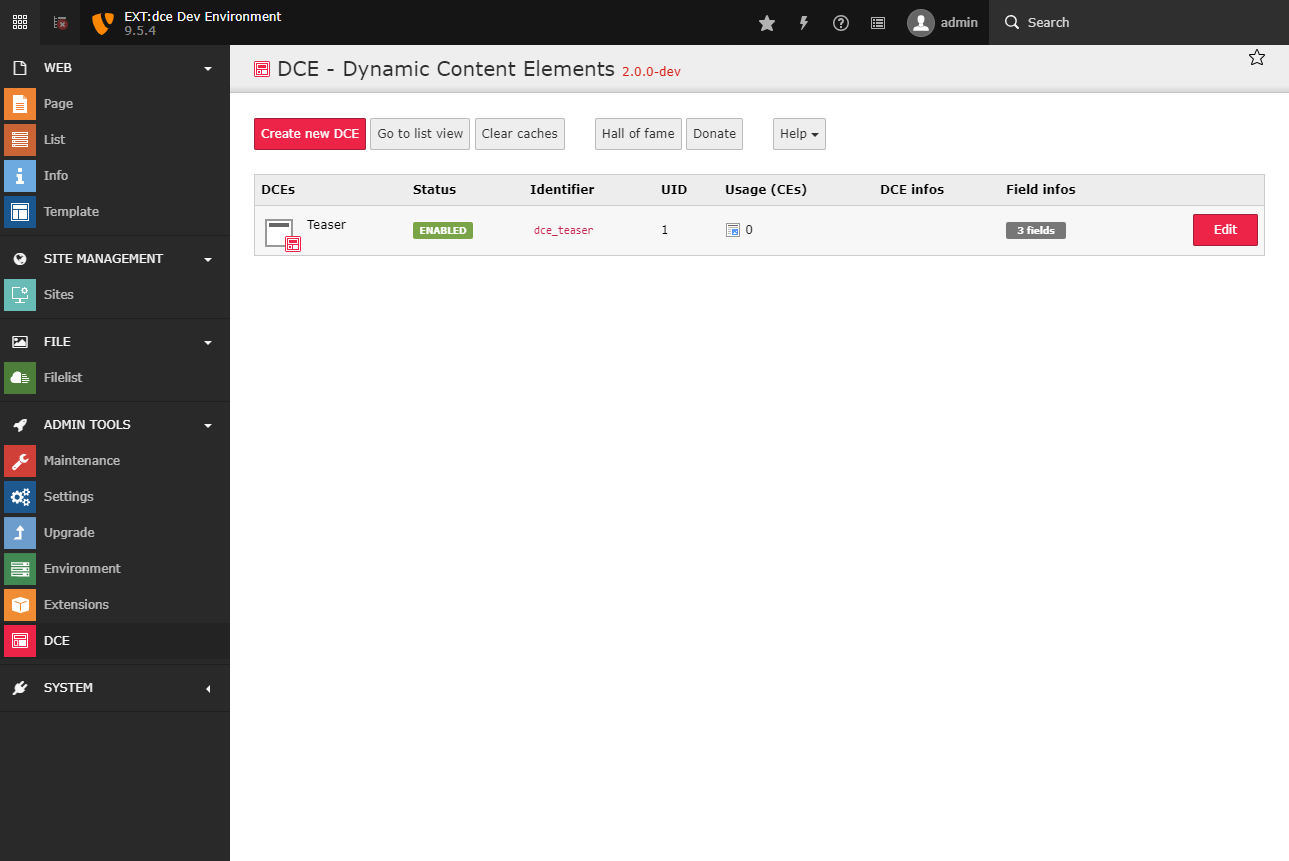 EXT:dce Dev Environment
9.5.4
admin
Search
WEB
Page
List
Info
Template
SITE MANAGEMENT
Sites
FILE
Filelist
ADMIN TOOLS
Maintenance
Settings
Upgrade
Environment
Extensions
DCE
SYSTEM
DCE - Dynamic Content Elements 2.0.0-dev
Create new DCE Go to list view Clear caches Hall of fame Donate Help
DCEs Status Identifier UID Usage (CEs) DCE infos Field infos
Teaser ENABLED dce_teaser 1 0 3 fields Edit